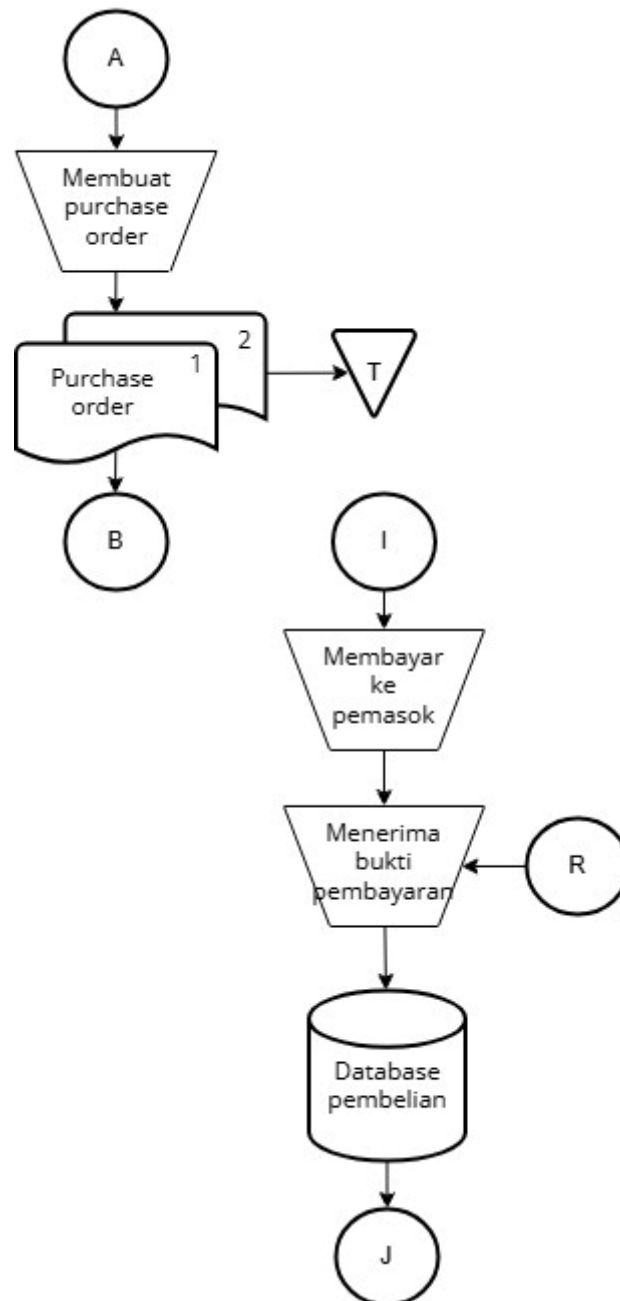 A
Membuat
purchase
order
2
1
Purchase
order
T
B
I
Membayar
ke
pemasok
Menerima
bukti
pembayaran
R
Database
pembelian
J